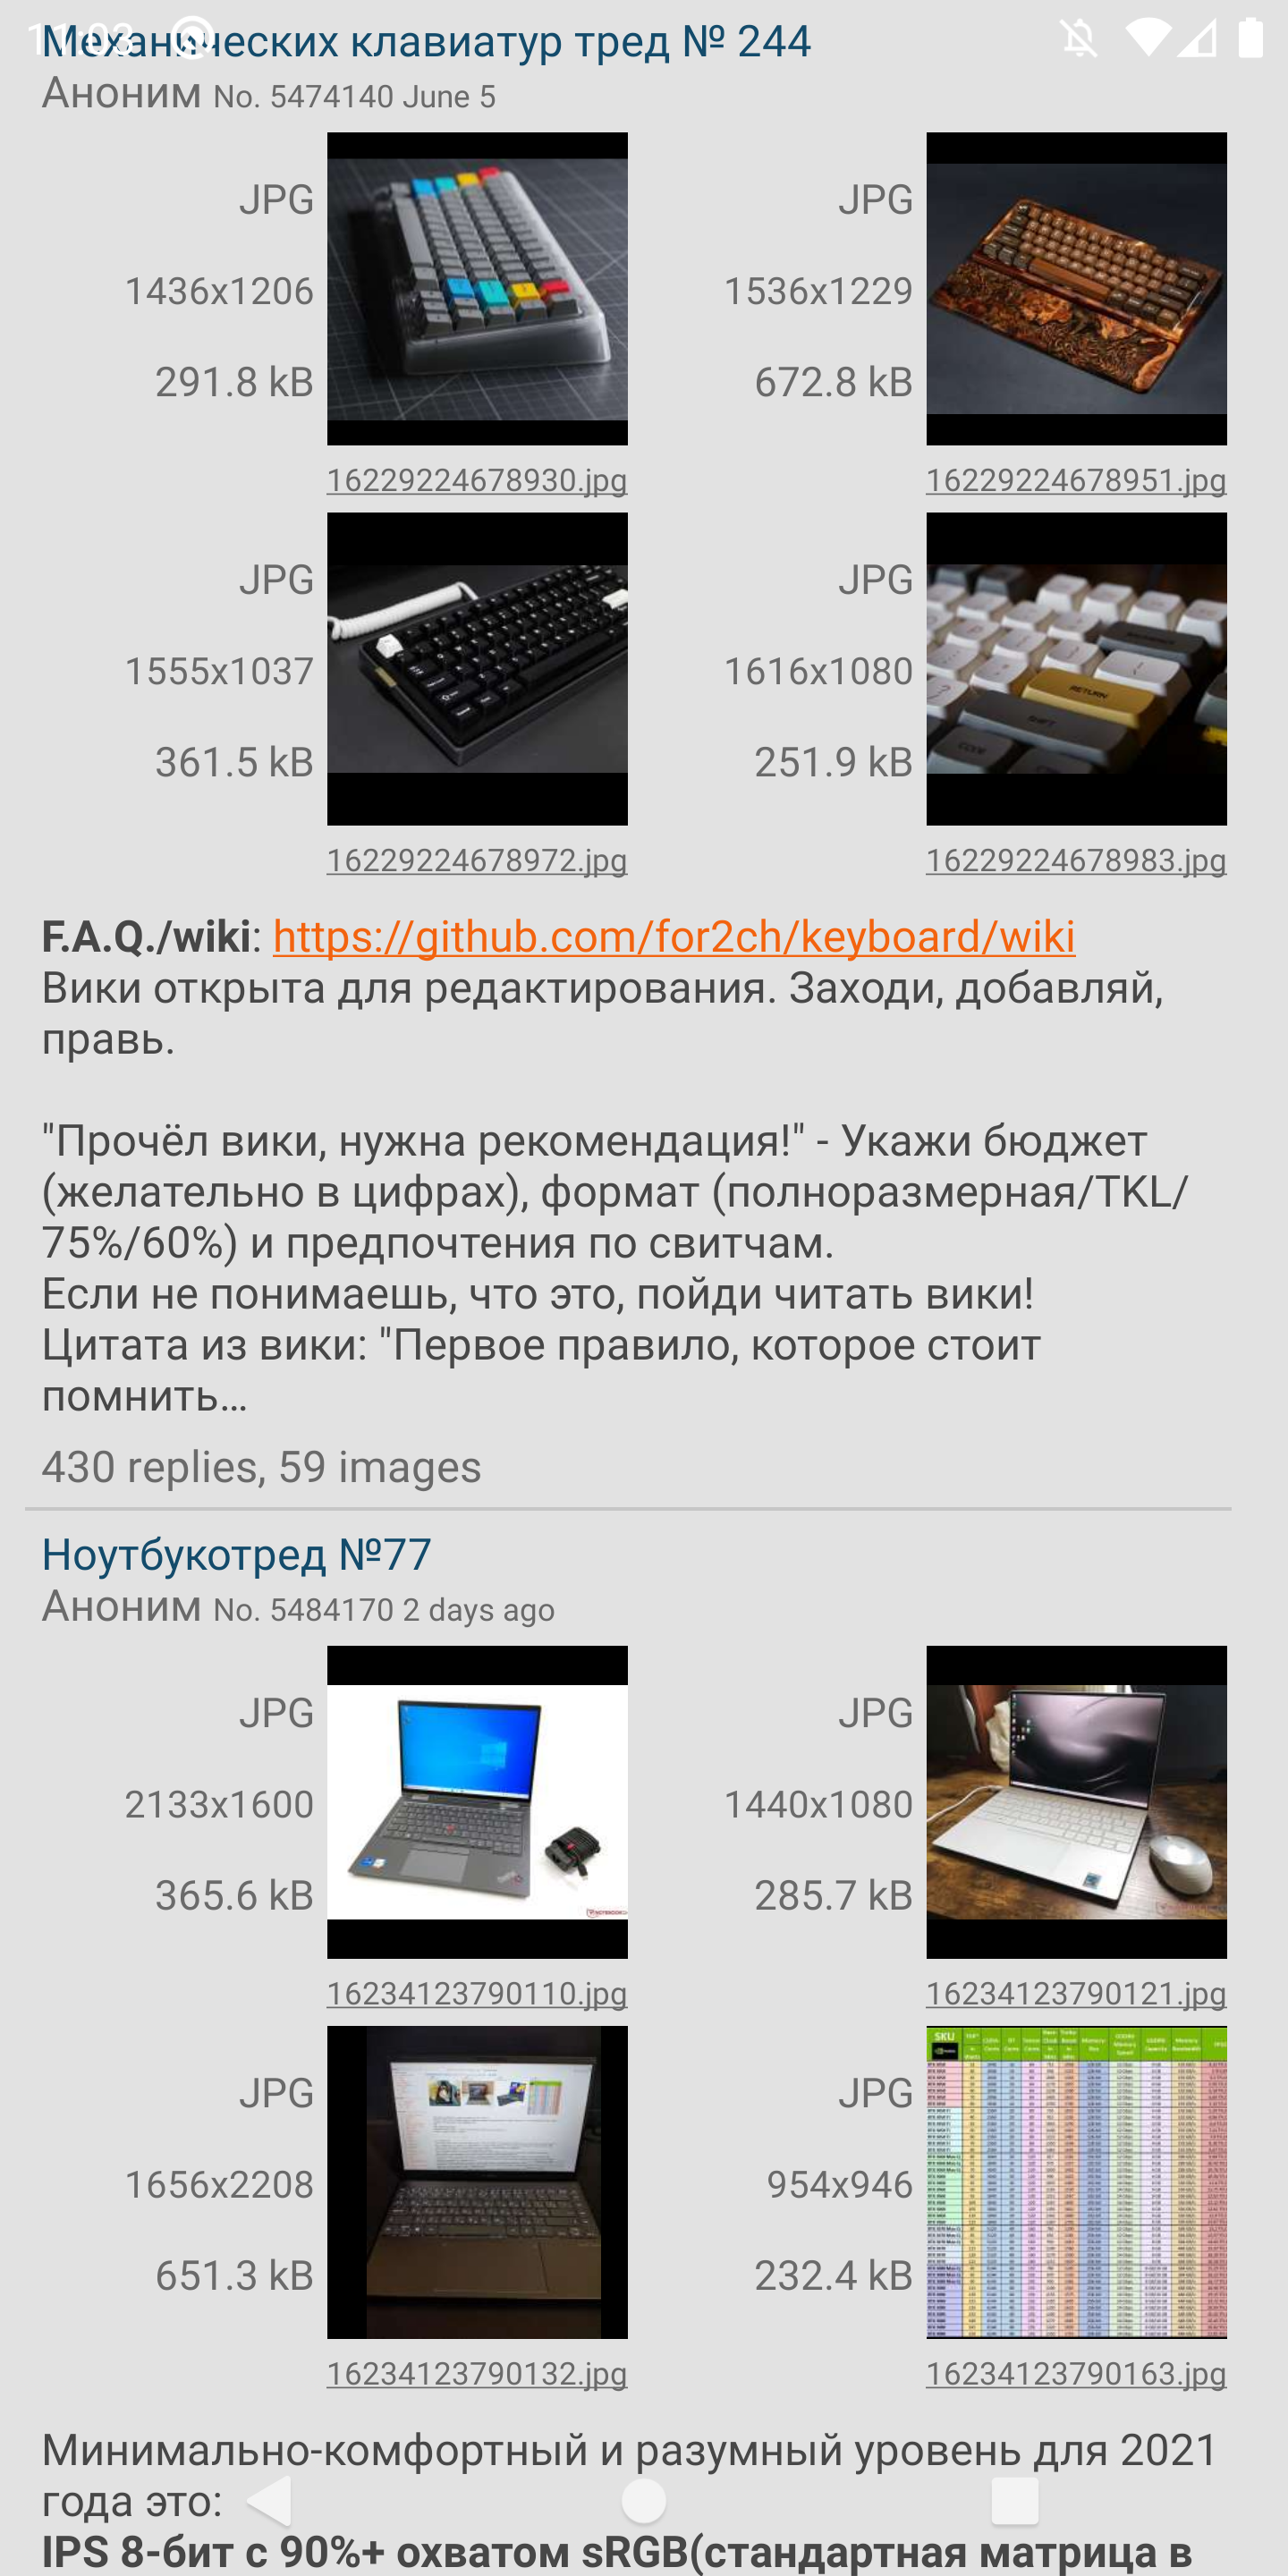 11:03
Механических клавиатур тред № 244
Аноним No. 5474140 June 5
JPG
1436x1206
291.8 kB
16229224678930.jpg
JPG
1536x1229
672.8 kB
16229224678951.jpg
JPG
1555x1037
361.5 kB
16229224678972.jpg
JPG
1616x1080
251.9 kB
RETURN
SHIFT
CODE
16229224678983.jpg
F.A.Q./wiki: https://github.com/for2ch/keyboard/wiki
Вики открыта для редактирования. Заходи, добавляй,
правь.
"Прочёл вики, нужна рекомендация!" - Укажи бюджет
(желательно в цифрах), формат (полноразмерная/TKL/
75%/60%) и предпочтения по свитчам.
Если не понимаешь, что это, пойди читать вики!
Цитата из вики: "Первое правило, которое стоит
помнить…
430 replies, 59 images
Ноутбукотред №77
Аноним No. 5484170 2 days ago
JPG
2133x1600
365.6 kB
16234123790110.jpg
JPG
1440x1080
285.7 kB
16234123790121.jpg
JPG
1656x2208
651.3 kB
16234123790132.jpg
JPG
954x946
232.4 kB
SKU
16234123790163.jpg
Минимально-комфортный и разумный уровень для 2021
года это:
IPS 8-бит с 90%+ охватом sRGB(стандартная матрица в